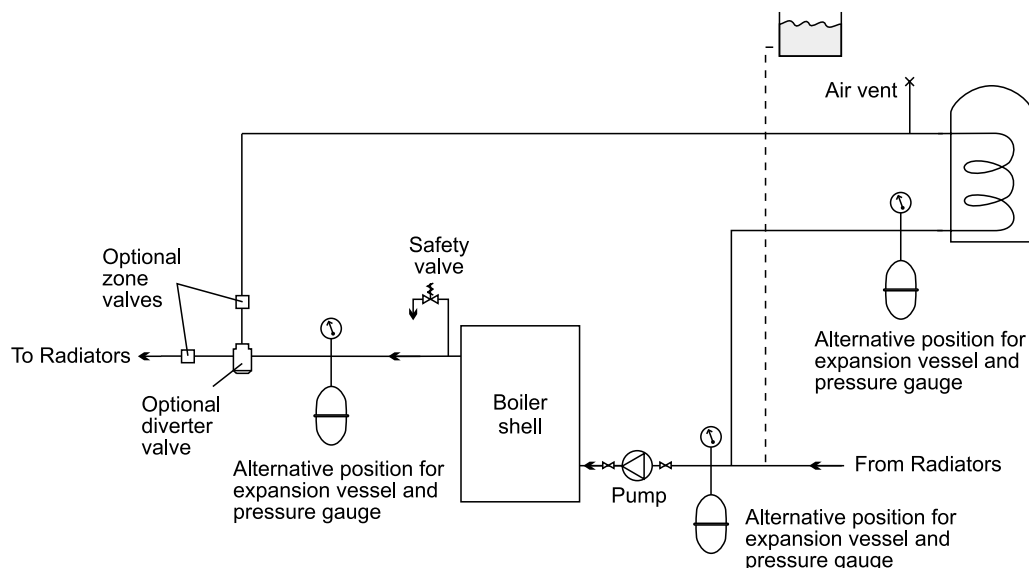 Air vent
Optional
zone
valves
Safety
valve
To Radiators
Optional
diverter
valve
Alternative position for
expansion vessel and
pressure gauge
Boiler
shell
Pump
Alternative position for
expansion vessel and
pressure gauge
From Radiators
Alternative position for
expansion vessel and
pressure gauge